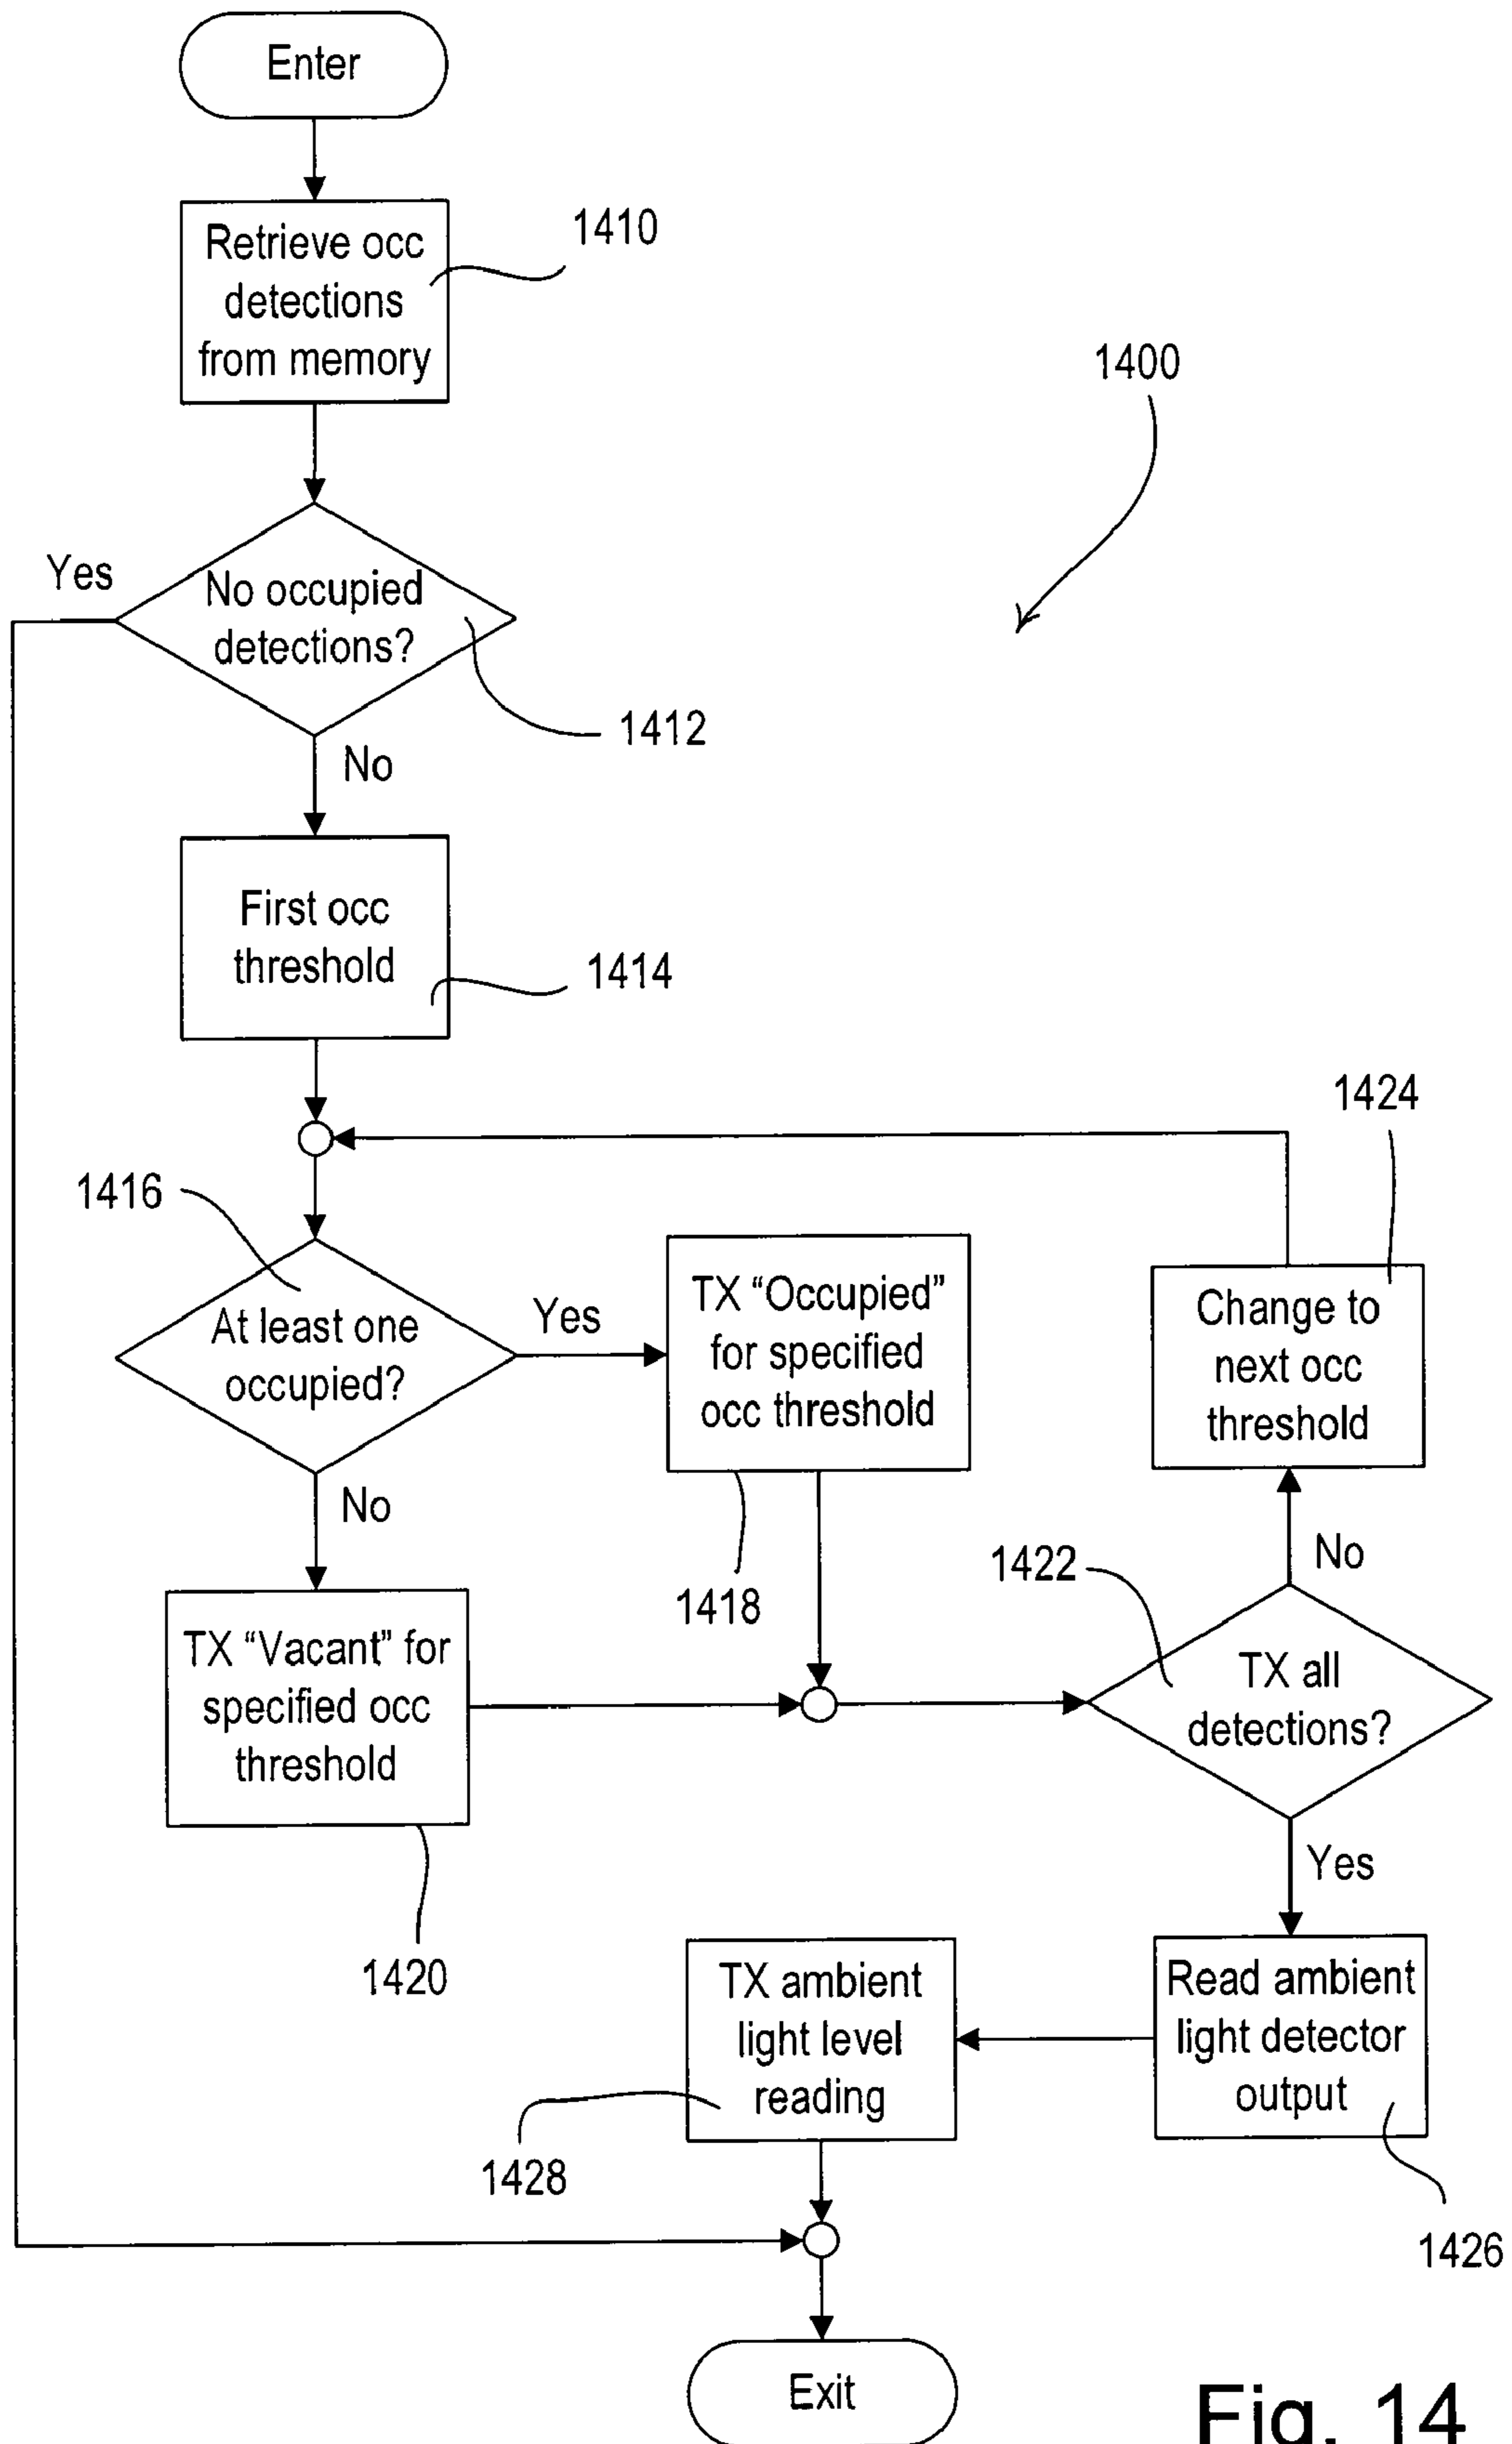 Enter
Retrieve occ
detections
from memory
1410
1400
Yes
No occupied
detections?
1412
No
First occ
threshold
1414
1424
1416
At least one
occupied?
Yes
TX “Occupied”
for specified
occ threshold
Change to
next occ
threshold
No
1418
1422
No
TX “Vacant” for
specified occ
threshold
TX all
detections?
Yes
1420
TX ambient
light level
reading
Read ambient
light detector
output
1428
1426
Exit
Fig. 14